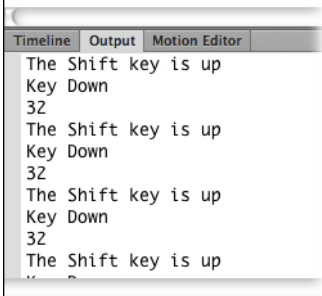 Timeline Output Motion Editor
The Shift key is up
Key Down
32
The Shift key is up
Key Down
32
The Shift key is up
Key Down
32
The Shift key is up